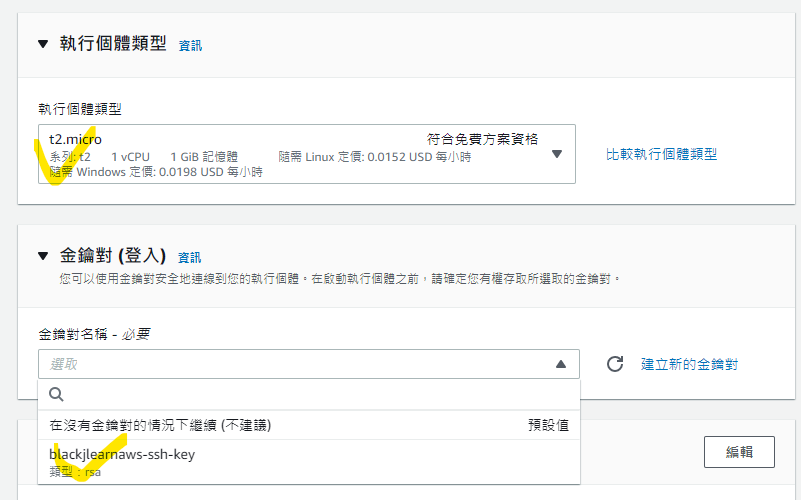 執行個體類型 資訊
執行個體類型
t2.micro 符合免費方案資格
系列: t2 1 vCPU 1 GiB 記憶體 隨需 Linux 定價: 0.0152 USD 每小時
隨需 Windows 定價: 0.0198 USD 每小時
比較執行個體類型
金鑰對 (登入) 資訊
您可以使用金鑰對安全地連線到您的執行個體。在啟動執行個體之前，請確定您有權存取所選取的金鑰對。
金鑰對名稱 - 必要
選取
建立新的金鑰對
在沒有金鑰對的情況下繼續 (不建議) 預設值
blackjlearnaws-ssh-key
類型：rsa
編輯